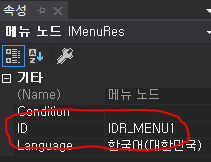 속성
메뉴 노드 IMenuRes
기타
(Name) 메뉴 노드
Condition
ID IDR_MENU1
Language 한국어(대한민국)